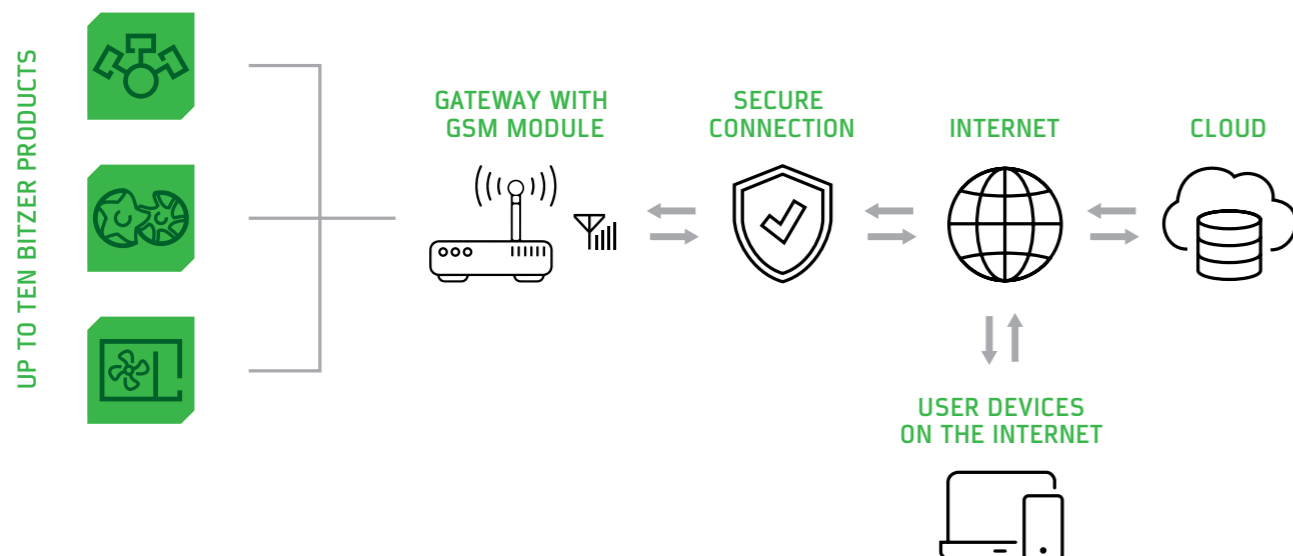 UP TO TEN BITZER PRODUCTS
GATEWAY WITH
GSM MODULE
SECURE
CONNECTION
INTERNET
CLOUD
USER DEVICES
ON THE INTERNET